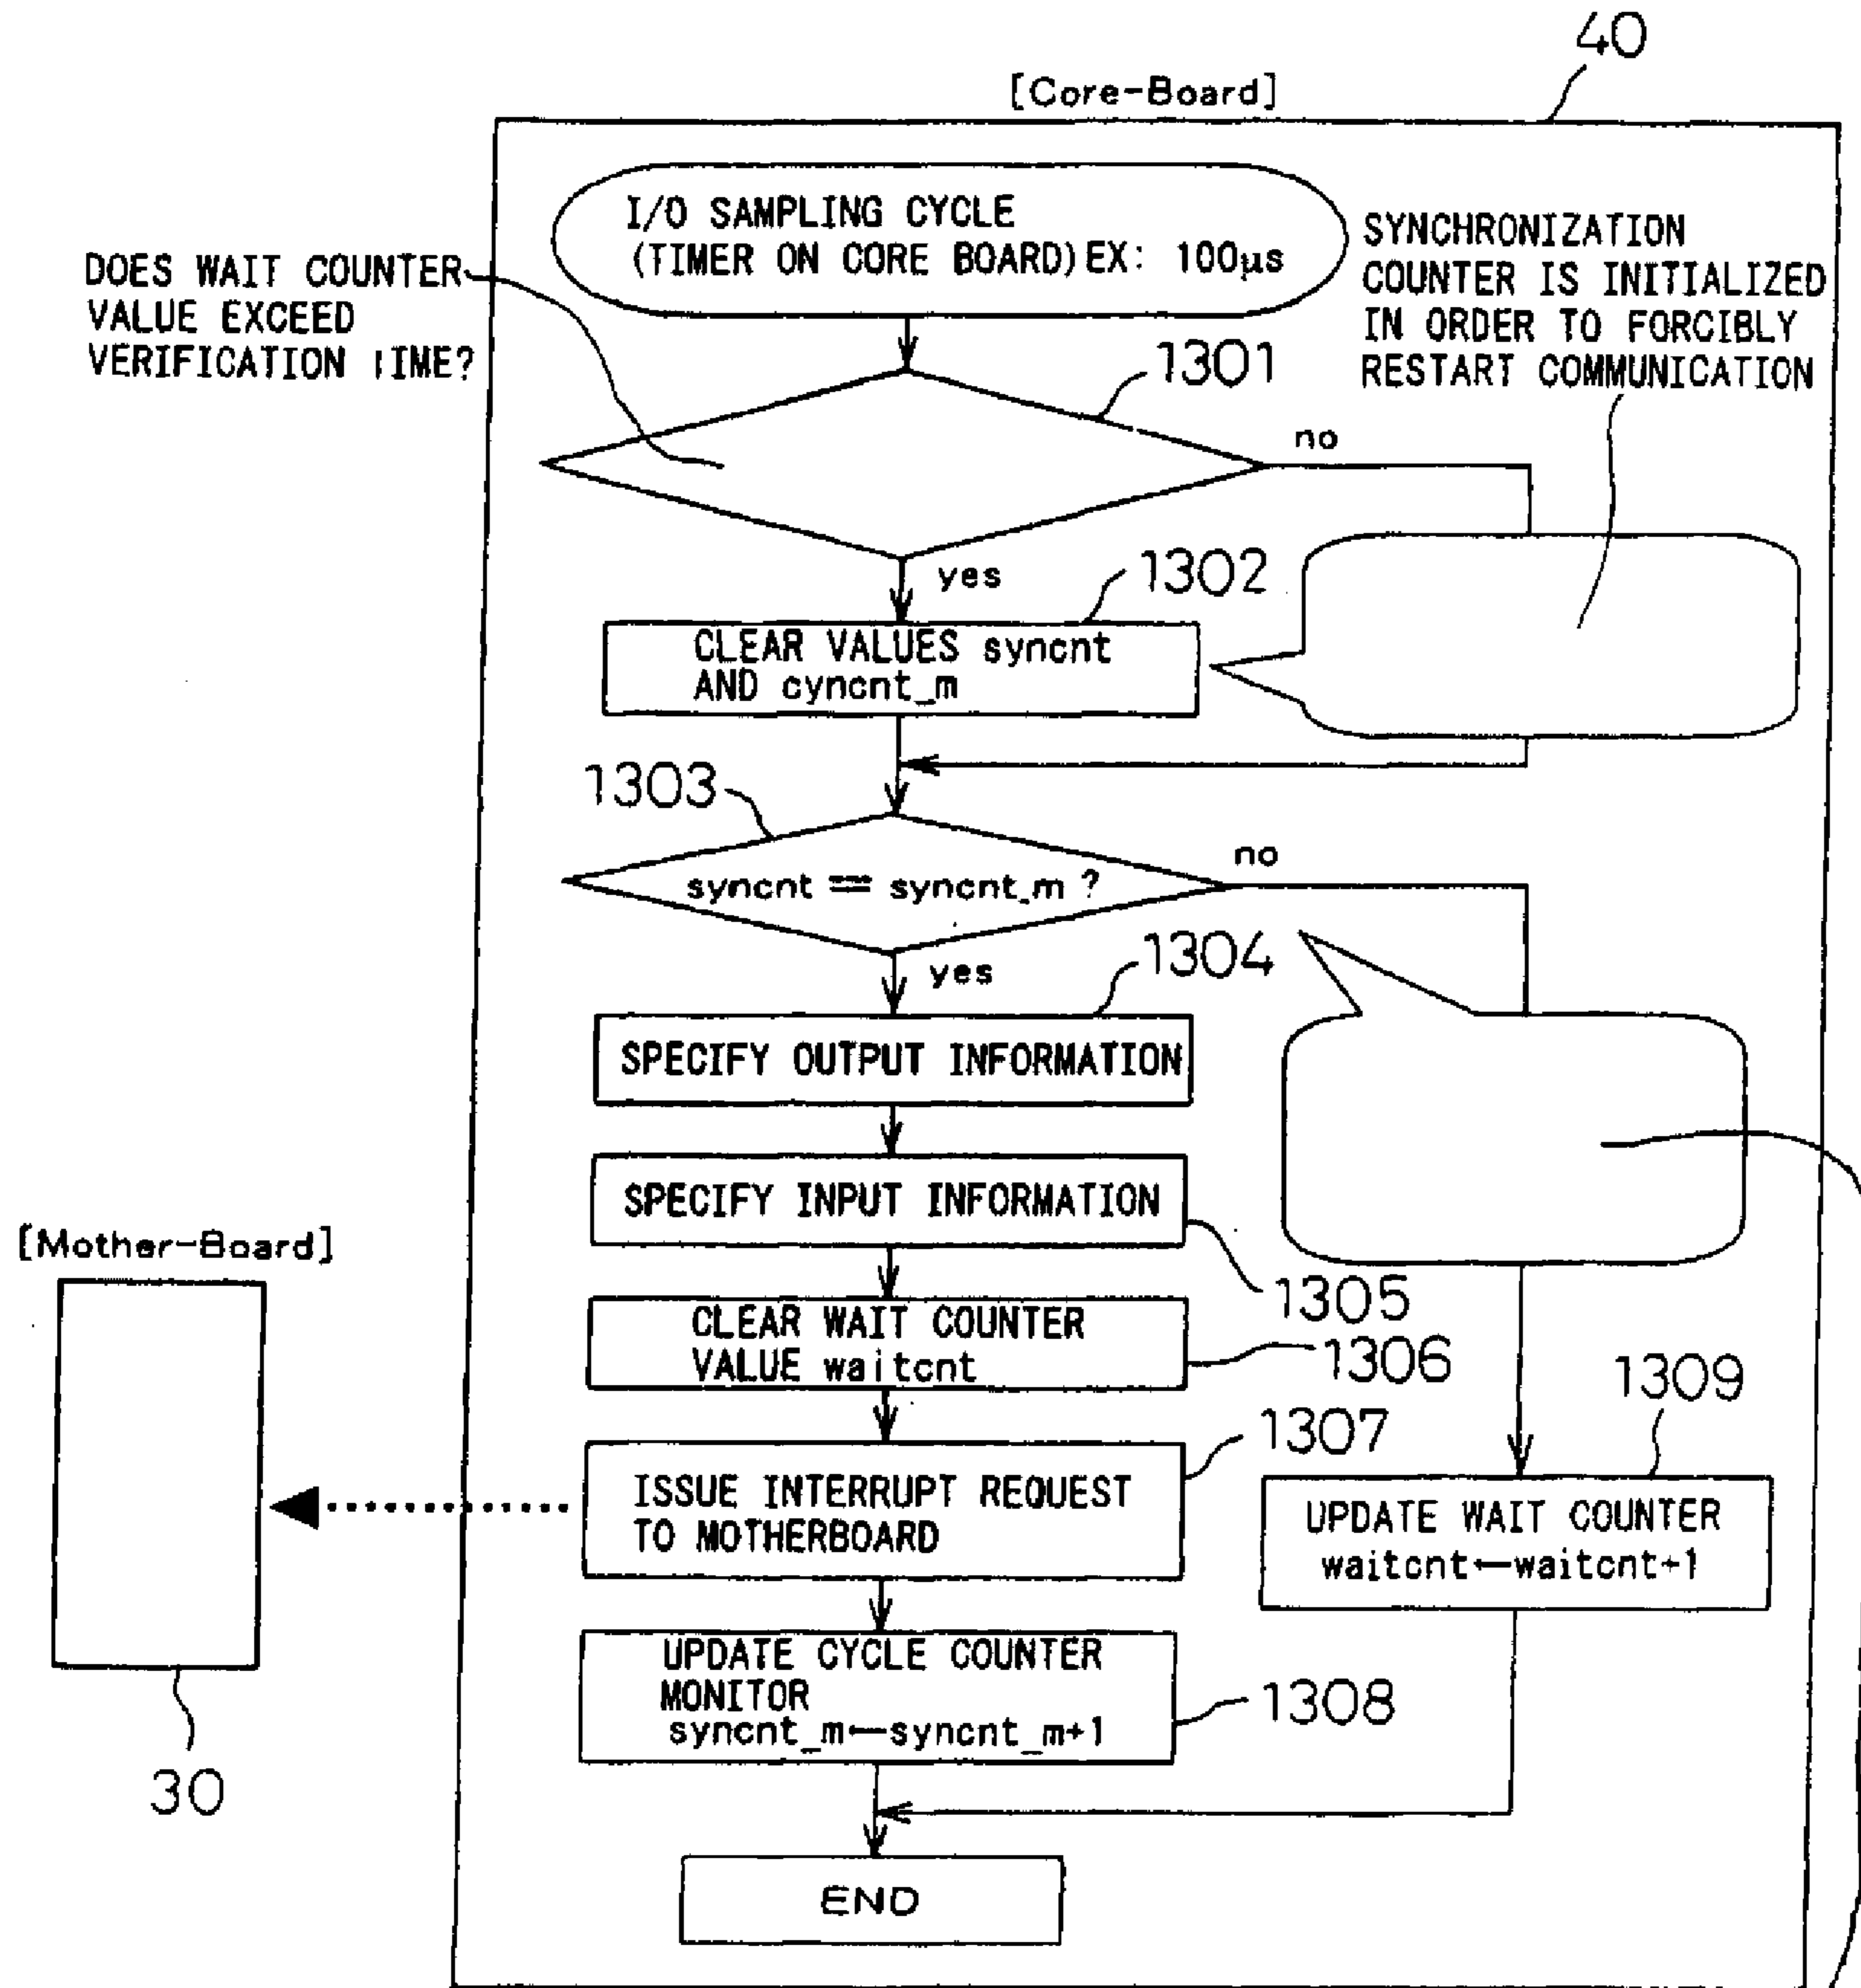 40
[Core-Board]
I/O SAMPLING CYCLE
(TIMER ON CORE BOARD)EX: 100μs
DOES WAIT COUNTER
VALUE EXCEED
VERIFICATION TIME?
SYNCHRONIZATION
COUNTER IS INITIALIZED
IN ORDER TO FORCIBLY
RESTART COMMUNICATION
1301
no
yes
1302
CLEAR VALUES syncnt
AND cyncnt_m
1303
syncnt == syncnt_m ?
no
yes
1304
SPECIFY OUTPUT INFORMATION
SPECIFY INPUT INFORMATION
1305
[Mother-Board]
30
CLEAR WAIT COUNTER
VALUE waitcnt
1306
1307
ISSUE INTERRUPT REQUEST
TO MOTHERBOARD
1309
UPDATE WAIT COUNTER
waitcnt←waitcnt+1
UPDATE CYCLE COUNTER
MONITOR
syncnt_m←syncnt_m+1
1308
END